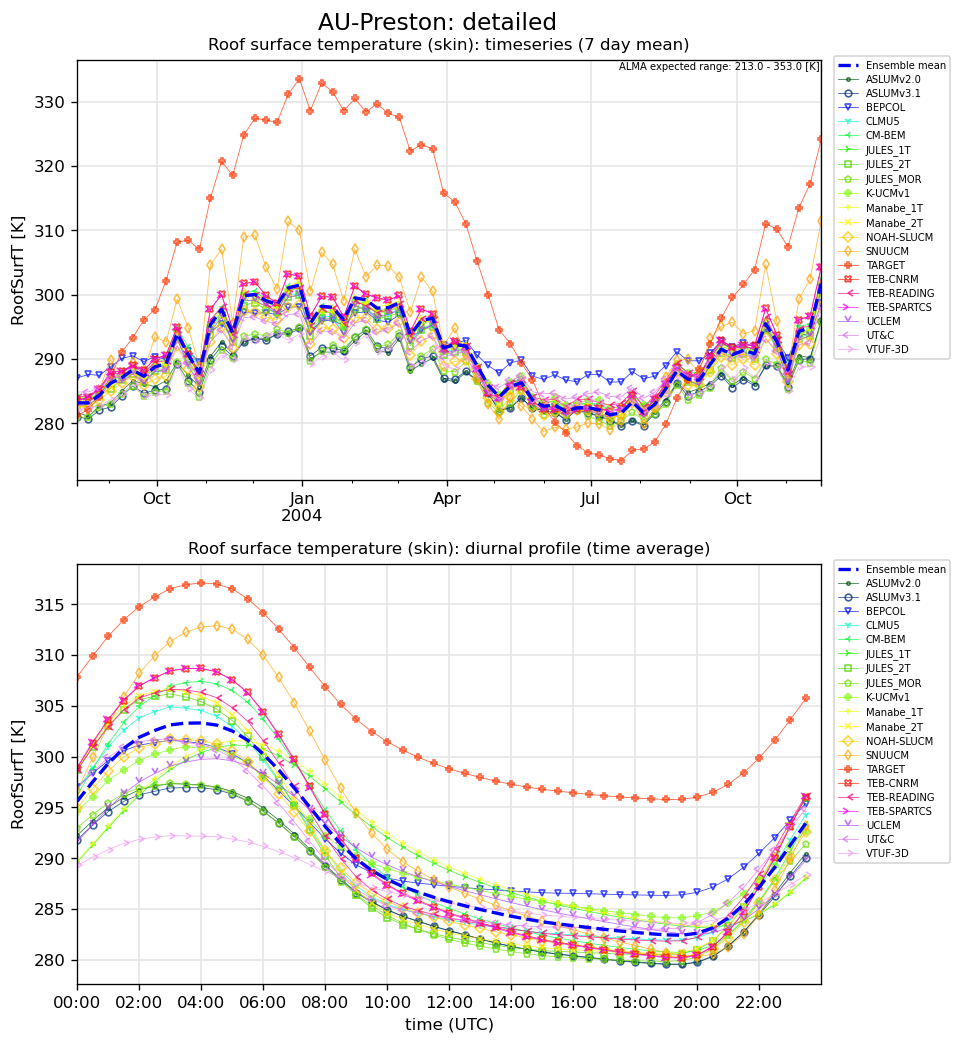 AU-Preston: detailed
Roof surface temperature (skin): timeseries (7 day mean)
ALMA expected range: 213.0 - 353.0 [K]
RoofSurfT [K]
330
320
310
300
290
280
Oct
Jan
2004
Apr
Jul
Oct
Ensemble mean
ASLUMv2.0
ASLUMv3.1
BEPCOL
CLMU5
CM-BEM
JULES_1T
JULES_2T
JULES_MOR
K-UCMv1
Manabe_1T
Manabe_2T
NOAH-SLUCM
SNUUCM
TARGET
TEB-CNRM
TEB-READING
TEB-SPARTCS
UCLEM
UT&C
VTUF-3D
Roof surface temperature (skin): diurnal profile (time average)
RoofSurfT [K]
315
310
305
300
295
290
285
280
00:00
02:00
04:00
06:00
08:00
10:00
12:00
14:00
16:00
18:00
20:00
22:00
time (UTC)
Ensemble mean
ASLUMv2.0
ASLUMv3.1
BEPCOL
CLMU5
CM-BEM
JULES_1T
JULES_2T
JULES_MOR
K-UCMv1
Manabe_1T
Manabe_2T
NOAH-SLUCM
SNUUCM
TARGET
TEB-CNRM
TEB-READING
TEB-SPARTCS
UCLEM
UT&C
VTUF-3D